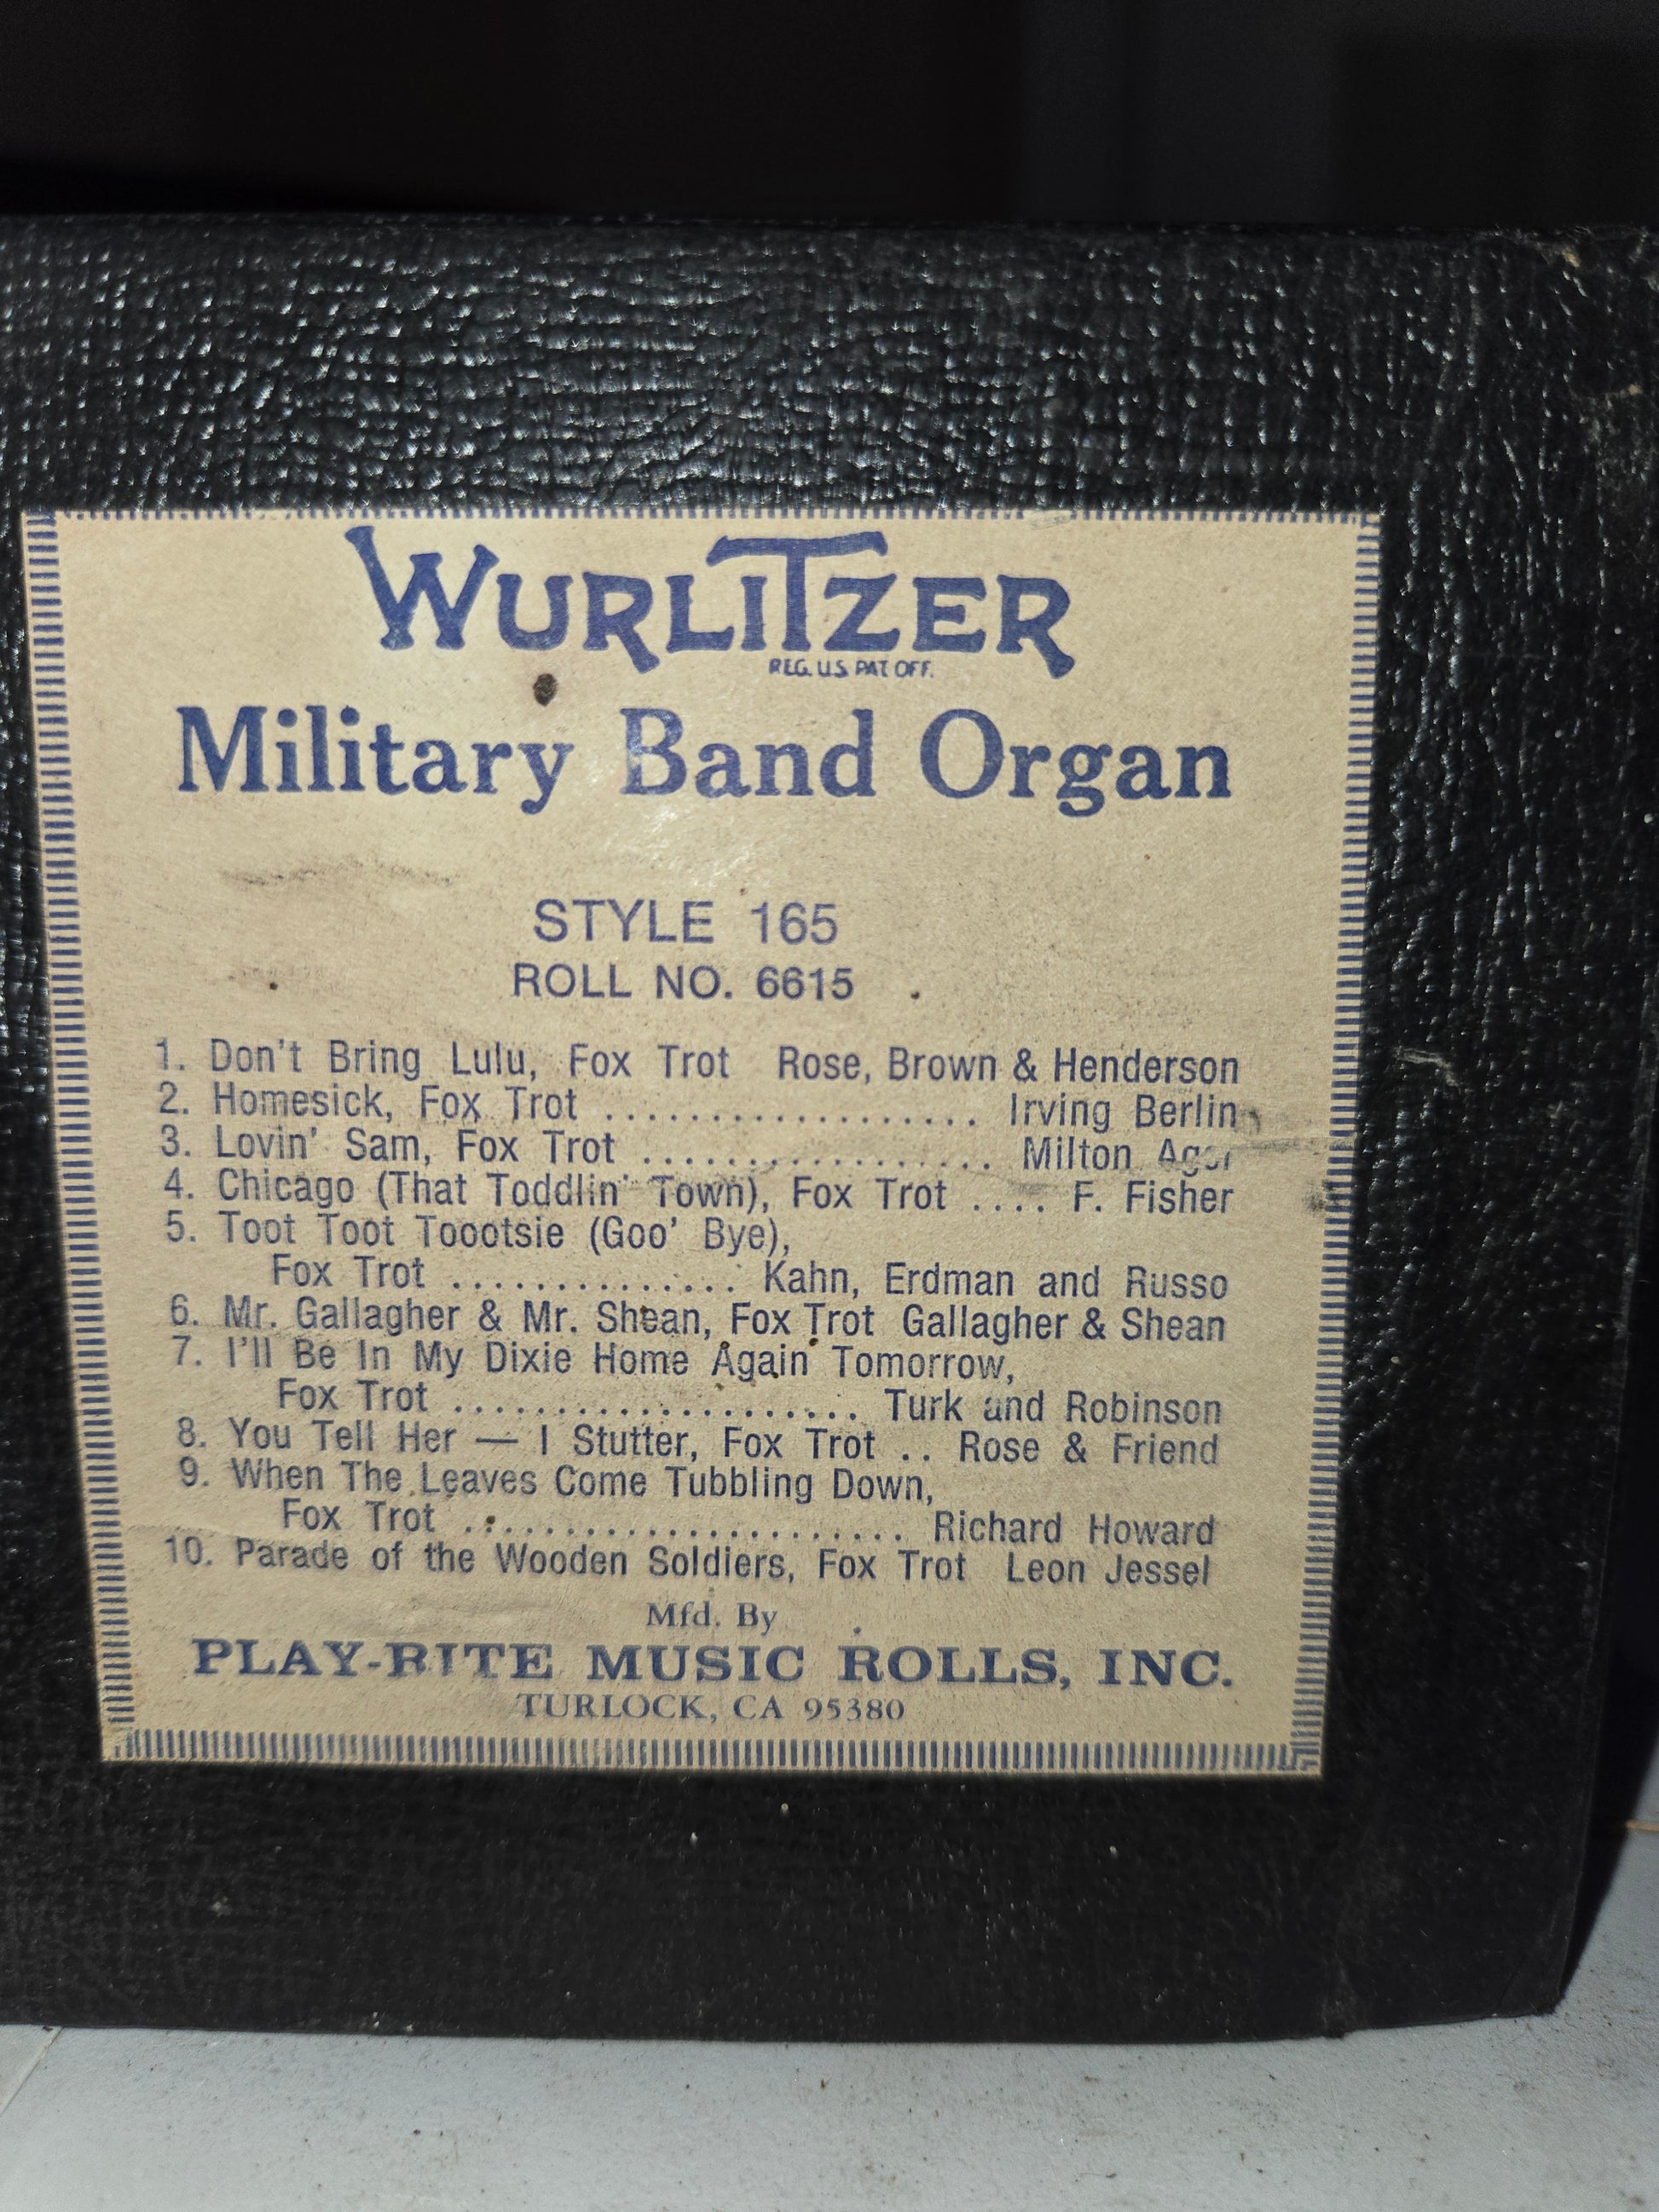 WURLITZER
REG. U.S. PAT. OFF.
Military Band Organ
STYLE 165
ROLL NO. 6615
1. Don't Bring Lulu, Fox Trot Rose, Brown & Henderson
2. Homesick, Fox Trot .................. Irving Berlin
3. Lovin' Sam, Fox Trot ................. Milton Ager
4. Chicago (That Toddlin' Town), Fox Trot .... F. Fisher
5. Toot Toot Toootsie (Goo' Bye),
Fox Trot .............. Kahn, Erdman and Russo
6. Mr. Gallagher & Mr. Shean, Fox Trot Gallagher & Shean
7. I'll Be In My Dixie Home Again Tomorrow,
Fox Trot .................... Turk and Robinson
8. You Tell Her — I Stutter, Fox Trot .. Rose & Friend
9. When The Leaves Come Tubbling Down,
Fox Trot ...................... Richard Howard
10. Parade of the Wooden Soldiers, Fox Trot Leon Jessel
Mfd. By
PLAY-RITE MUSIC ROLLS, INC.
TURLOCK, CA 95380